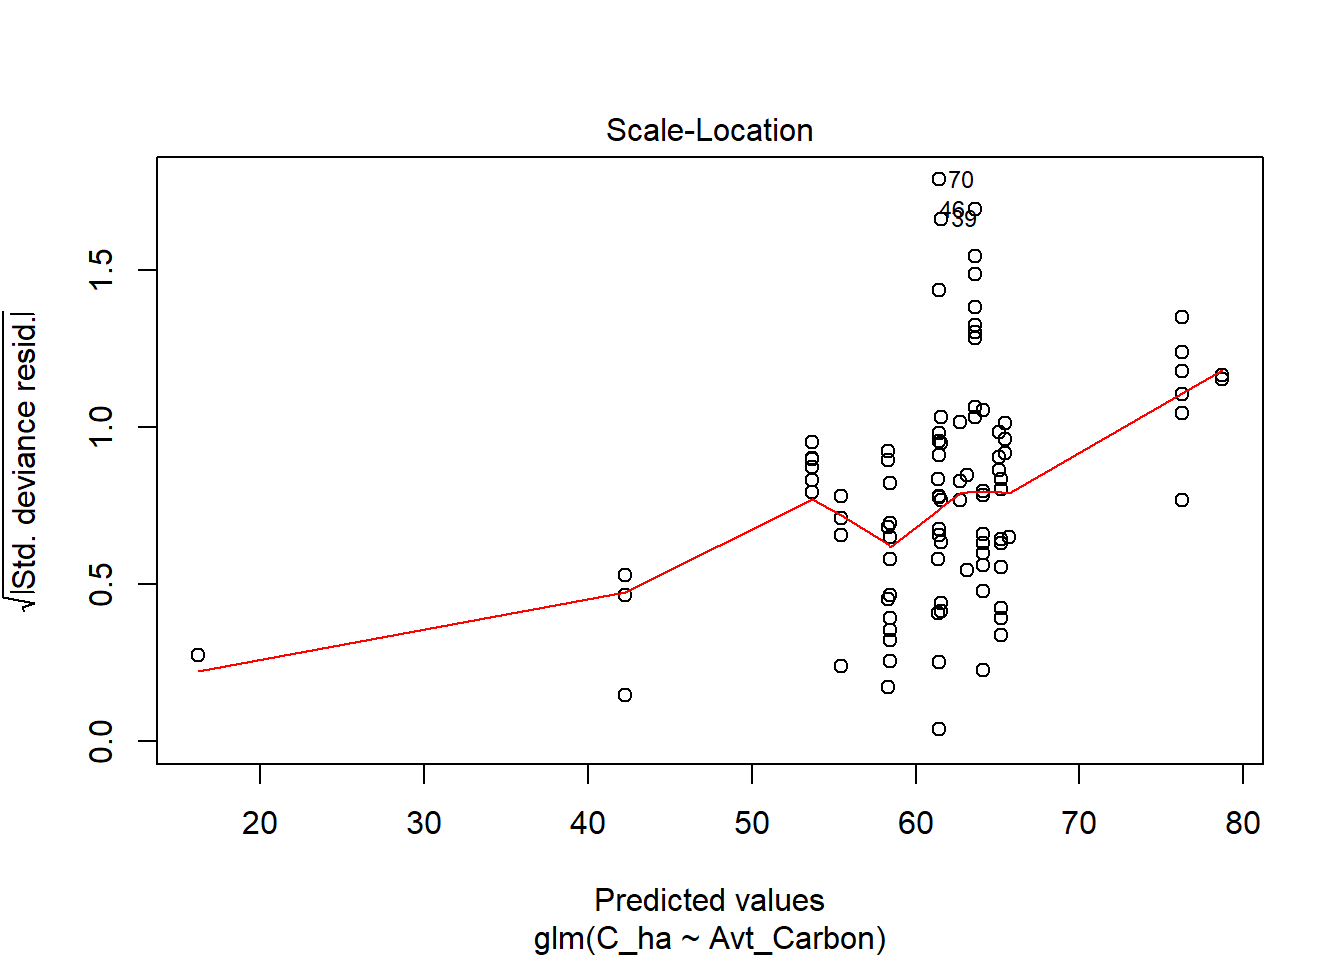 Scale-Location
70
46
39
1.5
1.0
0.5
0.0
√|Std. deviance resid.|
20 30 40 50 60 70 80
Predicted values
glm(C_ha ~ Avt_Carbon)